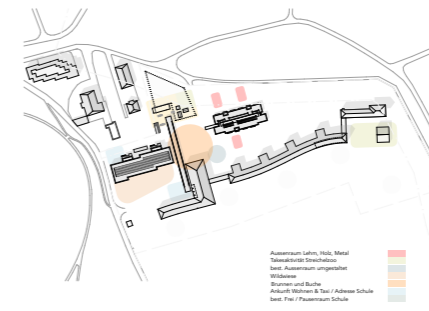 Aussenraum Lehm, Holz, Metal
Takesaktivität Streichelzoo
best. Aussenraum umgestaltet
Wildwiese
Brunnen und Buche
Ankunft Wohnen & Taxi / Adresse Schule
best. Frei / Pausenraum Schule